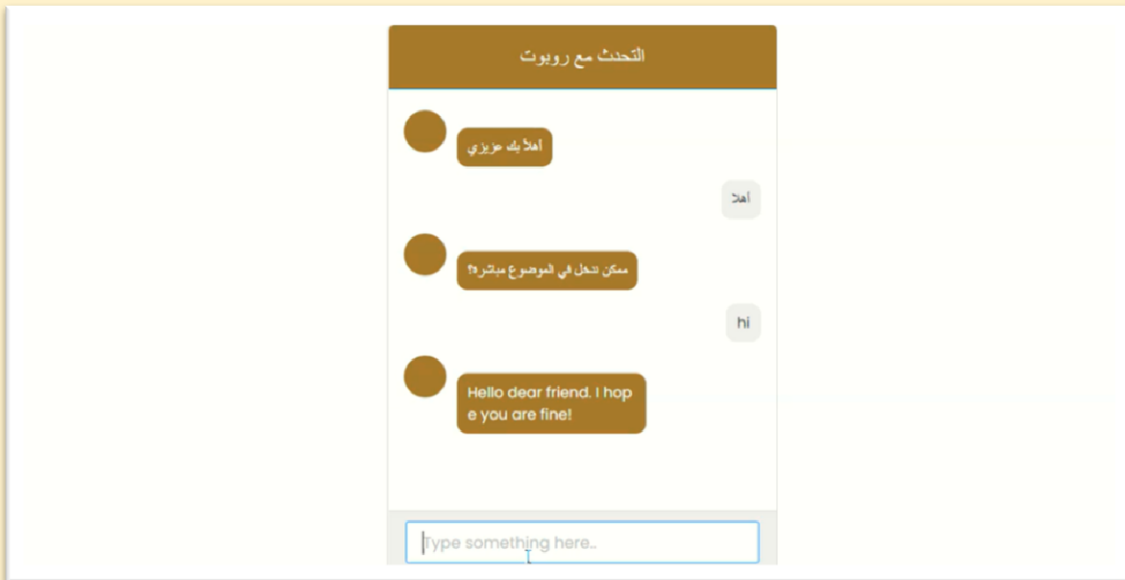 التحدث مع روبوت
أهلاً بك عزيزي
أهلا
ممكن ندخل في الموضوع مباشرة؟
hi
Hello dear friend. I hop
e you are fine!
Type something here..